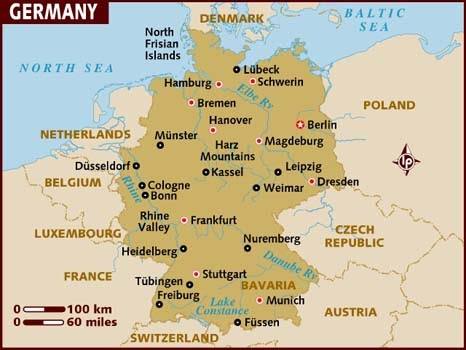 GERMANY
DENMARK
BALTIC
SEA
North
Frisian
Islands
NORTH SEA
Lübeck
Schwerin
Hamburg
Elbe Rv
Bremen
POLAND
Hanover
Berlin
NETHERLANDS
Münster
Harz
Mountains
Magdeburg
LP
Düsseldorf
Kassel
Leipzig
BELGIUM
Rhine
Cologne
Bonn
Weimar
Dresden
Rhine
Valley
Frankfurt
LUXEMBOURG
CZECH
REPUBLIC
Heidelberg
Nuremberg
Danube Rv
FRANCE
Stuttgart
Tübingen
BAVARIA
Freiburg
Munich
Lake
Constance
0 100 km
0 60 miles
AUSTRIA
Füssen
SWITZERLAND